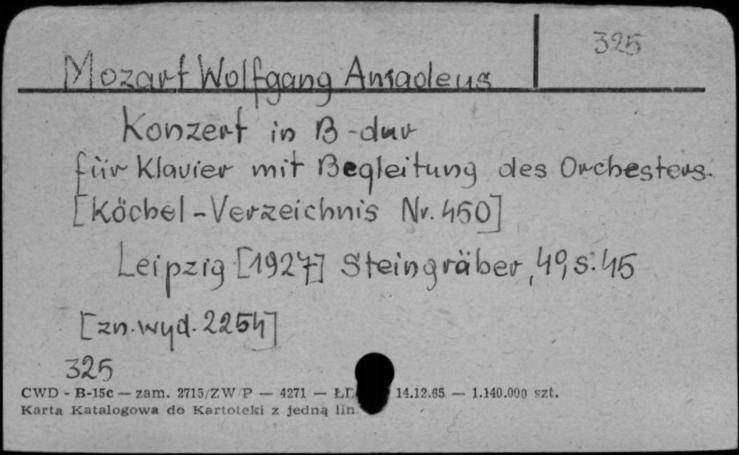 325
Mozart Wolfgang Amadeus
Konzert in B-dur
für Klavier mit Begleitung des Orchesters.
[Köchel-Verzeichnis Nr. 450]
Leipzig [1927] Steingräber, 4°, s. 45
[zn. wyd. 2254]
325
CWD - B-15c — zam. 2715/ZW/P — 4271 — 14.12.65 — 1.140.000 szt.
Karta Katalogowa do Kartoteki z jedną lin.